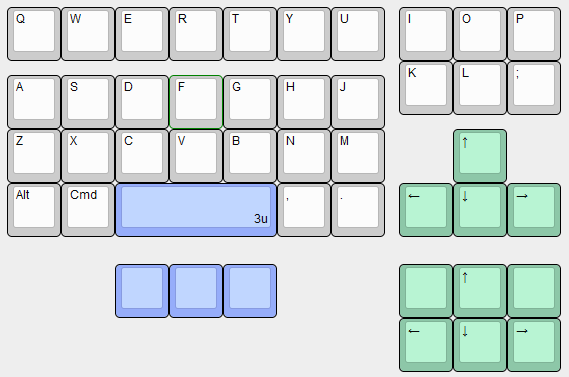 Q W E R T Y U I O P
K L ;
A S D F G H J
Z X C V B N M ↑
Alt Cmd 3u , . ← ↓ →
↑
← ↓ →